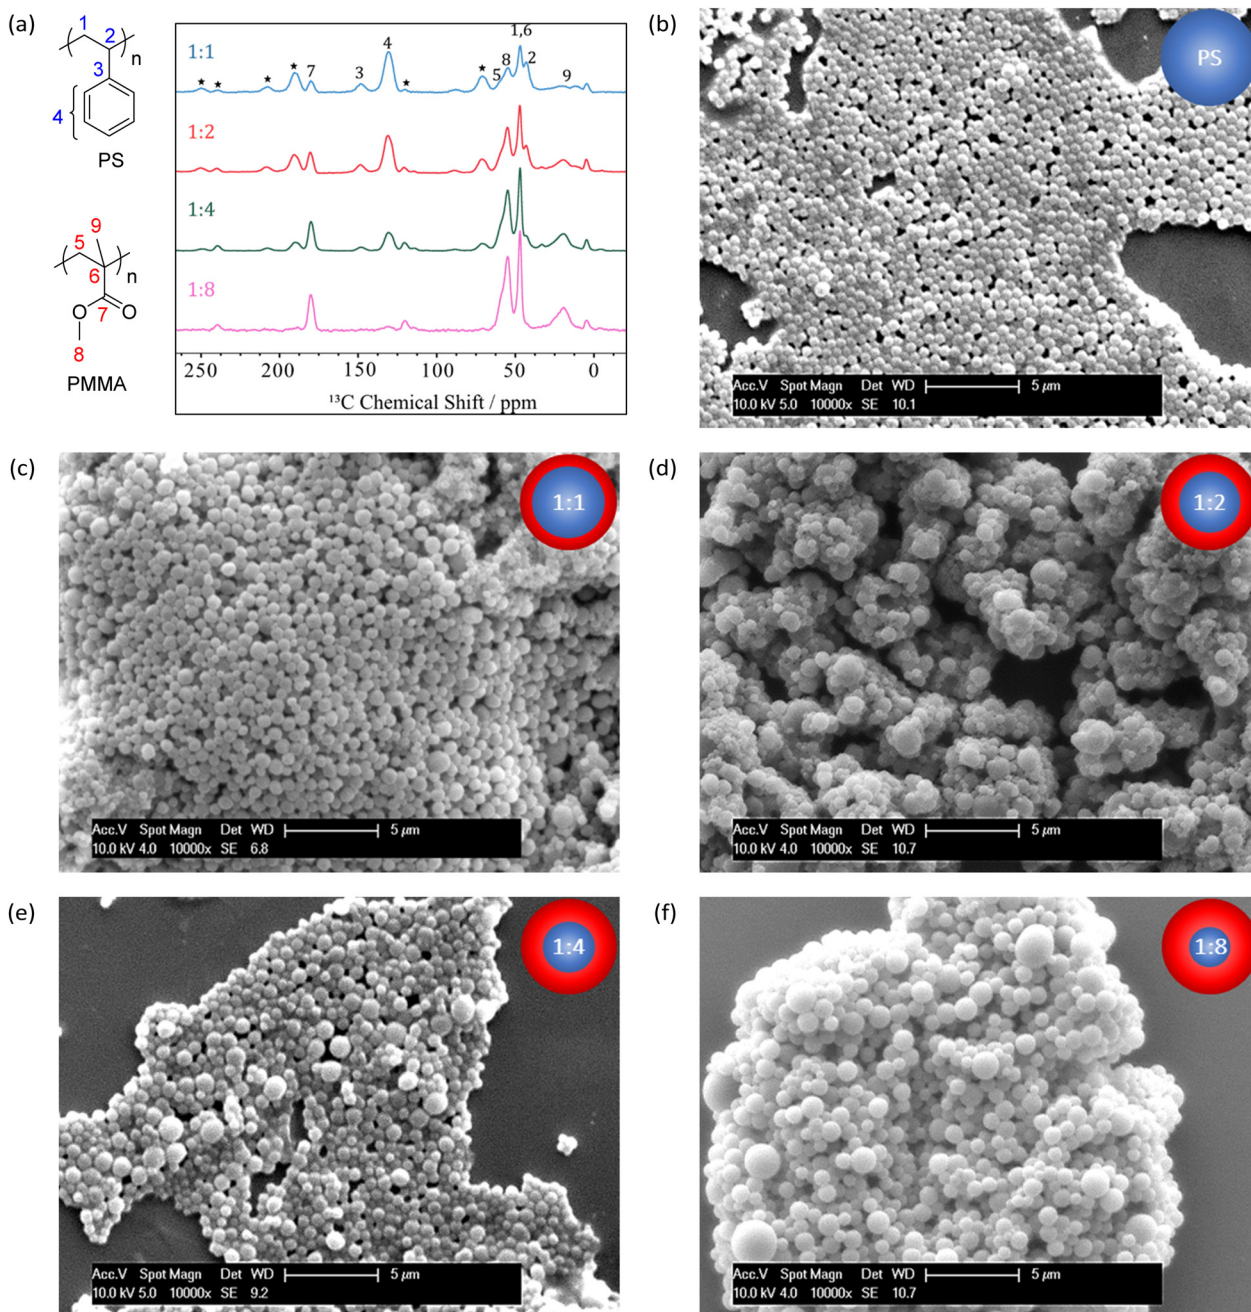 (a)
1
2
n
3
4
PS
9
5
6
n
7
O
O
8
PMMA
1:1
★ ★ ★ ★ 7 3 4 ★ ★ 5 8 1,6 2 9
1:2
1:4
1:8
250 200 150 100 50 0
¹³C Chemical Shift / ppm
(b)
PS
Acc.V Spot Magn Det WD 5 µm
10.0 kV 5.0 10000x SE 10.1
(c)
1:1
Acc.V Spot Magn Det WD 5 µm
10.0 kV 4.0 10000x SE 6.8
(d)
1:2
Acc.V Spot Magn Det WD 5 µm
10.0 kV 4.0 10000x SE 10.7
(e)
1:4
Acc.V Spot Magn Det WD 5 µm
10.0 kV 5.0 10000x SE 9.2
(f)
1:8
Acc.V Spot Magn Det WD 5 µm
10.0 kV 4.0 10000x SE 10.7